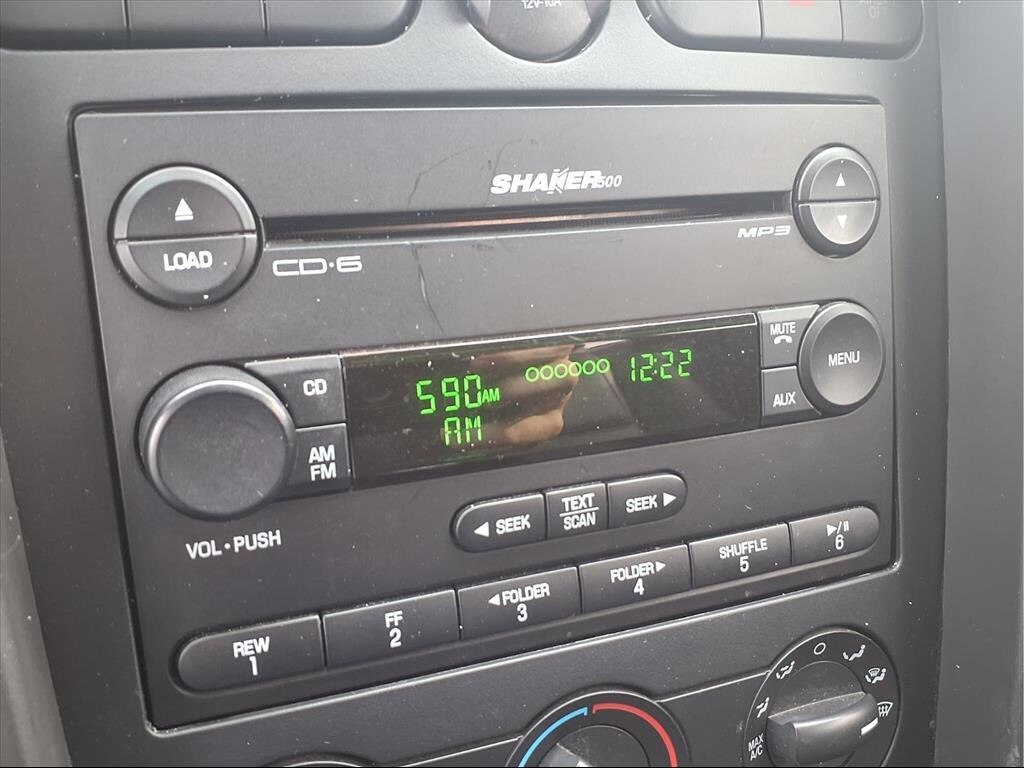 12V-10A
SHAKER500
LOAD
CD·6
MP3
MUTE
MENU
AUX
CD
AM
FM
590AM
12:22
AM
VOL·PUSH
SEEK
TEXT
SCAN
SEEK
REW
1
FF
2
FOLDER
3
FOLDER
4
SHUFFLE
5
6
MAX
A/C